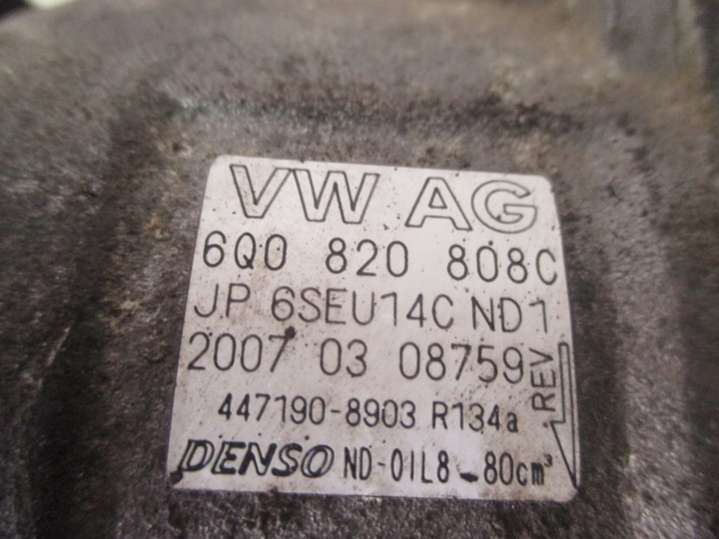 VW AG
6Q0 820 808C
JP 6SEU14C ND1
2007 03 08759
REV
447190-8903 R134a
DENSO ND-OIL8 - 80cm³